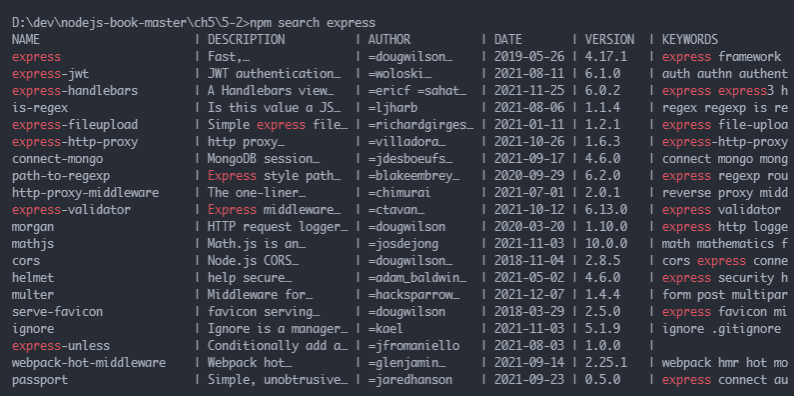 D:\dev\nodejs-book-master\ch5\5-2>npm search express
NAME | DESCRIPTION | AUTHOR | DATE | VERSION | KEYWORDS
express | Fast,… | =dougwilson… | 2019-05-26 | 4.17.1 | express framework
express-jwt | JWT authentication… | =woloski… | 2021-08-11 | 6.1.0 | auth authn authent
express-handlebars | A Handlebars view… | =ericf =sahat… | 2021-11-25 | 6.0.2 | express express3 h
is-regex | Is this value a JS… | =ljharb | 2021-08-06 | 1.1.4 | regex regexp is re
express-fileupload | Simple express file… | =richardgirges… | 2021-01-11 | 1.2.1 | express file-uploa
express-http-proxy | http proxy… | =villadora… | 2021-10-26 | 1.6.3 | express-http-proxy
connect-mongo | MongoDB session… | =jdesboeufs… | 2021-09-17 | 4.6.0 | connect mongo mong
path-to-regexp | Express style path… | =blakeembrey… | 2020-09-29 | 6.2.0 | express regexp rou
http-proxy-middleware | The one-liner… | =chimurai | 2021-07-01 | 2.0.1 | reverse proxy midd
express-validator | Express middleware… | =ctavan… | 2021-10-12 | 6.13.0 | express validator
morgan | HTTP request logger… | =dougwilson | 2020-03-20 | 1.10.0 | express http logge
mathjs | Math.js is an… | =josdejong | 2021-11-03 | 10.0.0 | math mathematics f
cors | Node.js CORS… | =dougwilson… | 2018-11-04 | 2.8.5 | cors express conne
helmet | help secure… | =adam_baldwin… | 2021-05-02 | 4.6.0 | express security h
multer | Middleware for… | =hacksparrow… | 2021-12-07 | 1.4.4 | form post multipar
serve-favicon | favicon serving… | =dougwilson | 2018-03-29 | 2.5.0 | express favicon mi
ignore | Ignore is a manager… | =kael | 2021-11-03 | 5.1.9 | ignore .gitignore
express-unless | Conditionally add a… | =jfromaniello | 2021-08-03 | 1.0.0 |
webpack-hot-middleware | Webpack hot… | =glenjamin… | 2021-09-14 | 2.25.1 | webpack hmr hot mo
passport | Simple, unobtrusive… | =jaredhanson | 2021-09-23 | 0.5.0 | express connect au